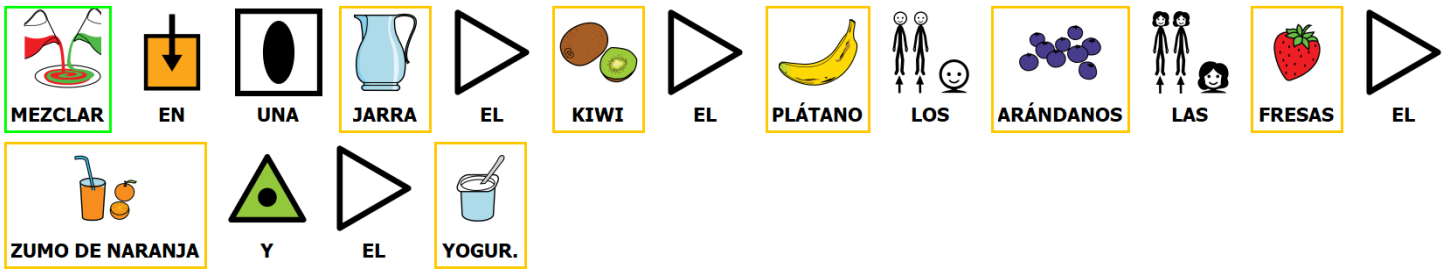 MEZCLAR EN UNA JARRA EL KIWI EL PLÁTANO LOS ARÁNDANOS LAS FRESAS EL
ZUMO DE NARANJA Y EL YOGUR.